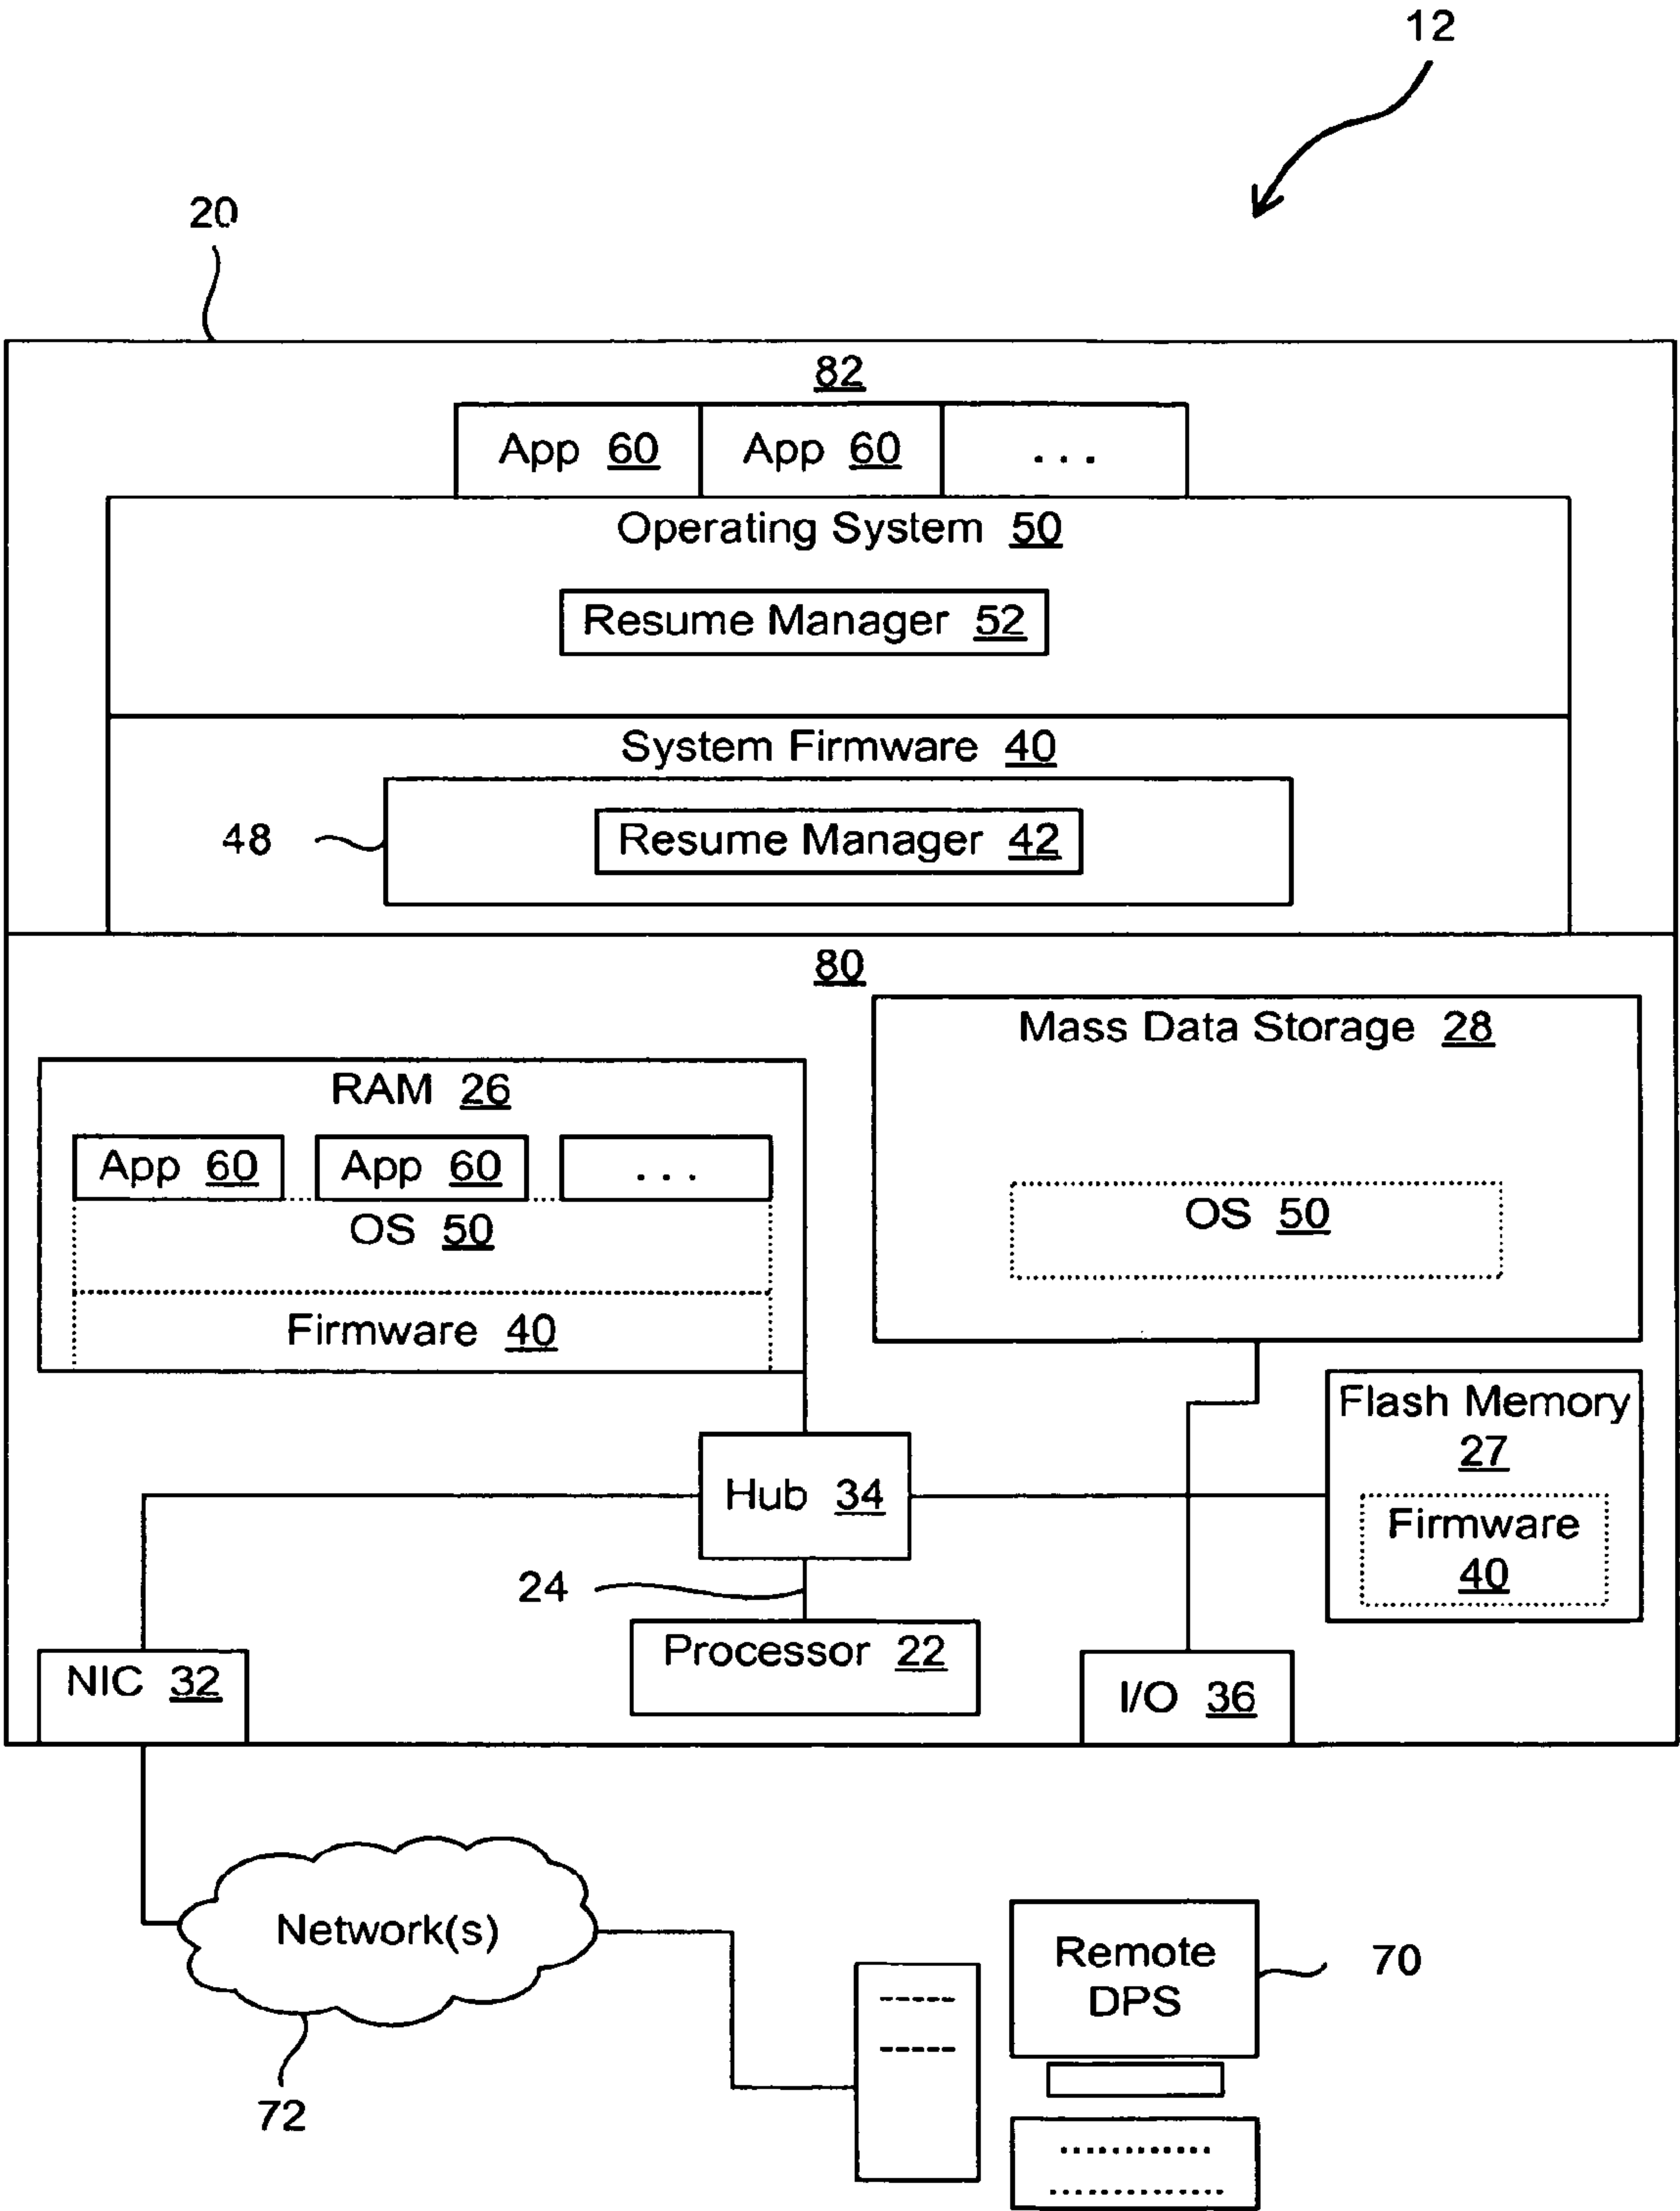 12
20
82
App 60 App 60 ...
Operating System 50
Resume Manager 52
System Firmware 40
48
Resume Manager 42
80
Mass Data Storage 28
RAM 26
App 60 App 60 ...
OS 50
OS 50
Firmware 40
Flash Memory
27
Hub 34
Firmware
40
24
Processor 22
NIC 32
I/O 36
Network(s)
Remote
DPS
70
72